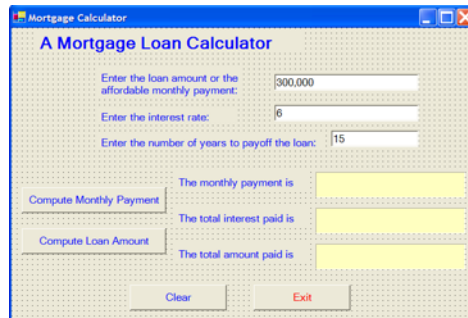 Mortgage Calculator
A Mortgage Loan Calculator
Enter the loan amount or the
affordable monthly payment:
300,000
Enter the interest rate:
6
Enter the number of years to payoff the loan:
15
The monthly payment is
Compute Monthly Payment
The total interest paid is
Compute Loan Amount
The total amount paid is
Clear
Exit